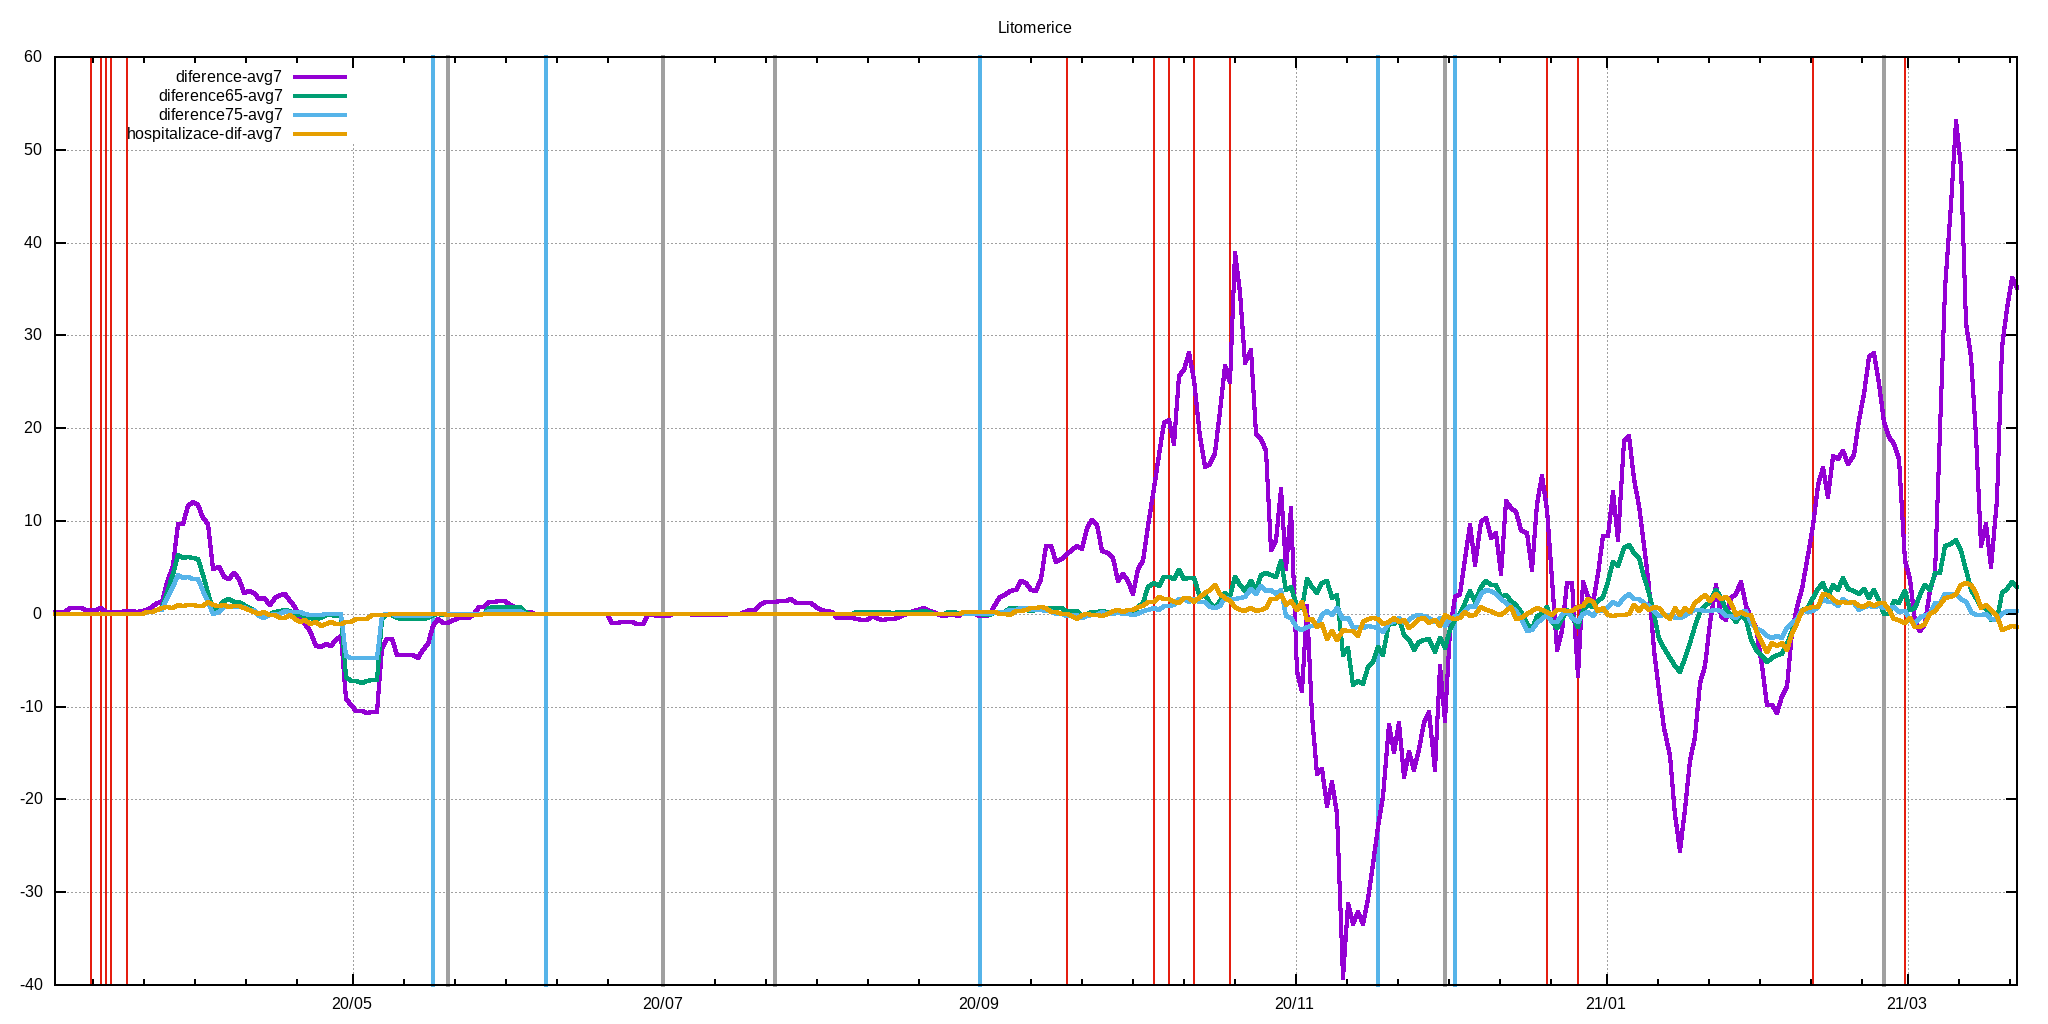 Litomerice
60
diference-avg7
diference65-avg7
diference75-avg7
hospitalizace-dif-avg7
50
40
30
20
10
0
-10
-20
-30
-40
20/05 20/07 20/09 20/11 21/01 21/03